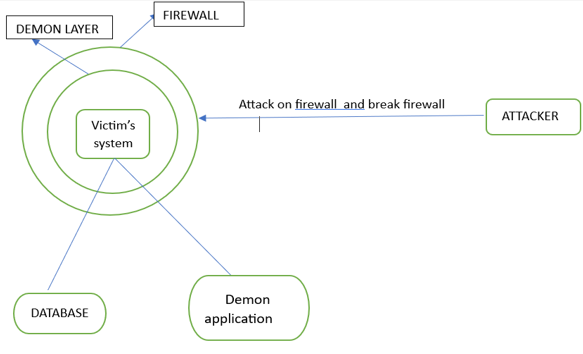 FIREWALL
DEMON LAYER
Attack on firewall and break firewall
ATTACKER
Victim's
system
DATABASE
Demon
application